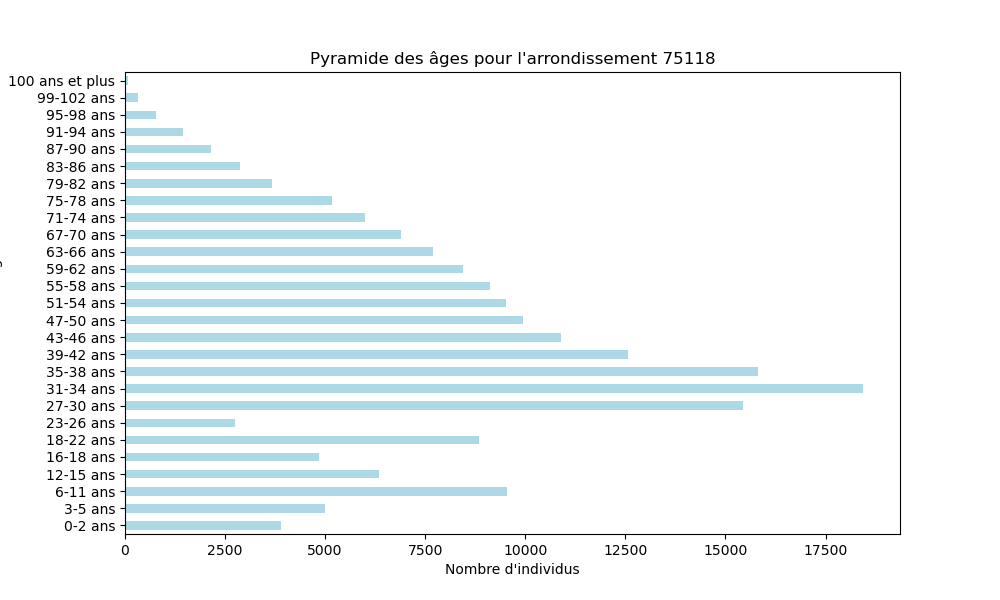 Pyramide des âges pour l'arrondissement 75118
100 ans et plus
99-102 ans
95-98 ans
91-94 ans
87-90 ans
83-86 ans
79-82 ans
75-78 ans
71-74 ans
67-70 ans
63-66 ans
59-62 ans
55-58 ans
51-54 ans
47-50 ans
43-46 ans
39-42 ans
35-38 ans
31-34 ans
27-30 ans
23-26 ans
18-22 ans
16-18 ans
12-15 ans
6-11 ans
3-5 ans
0-2 ans
0 2500 5000 7500 10000 12500 15000 17500
Nombre d'individus